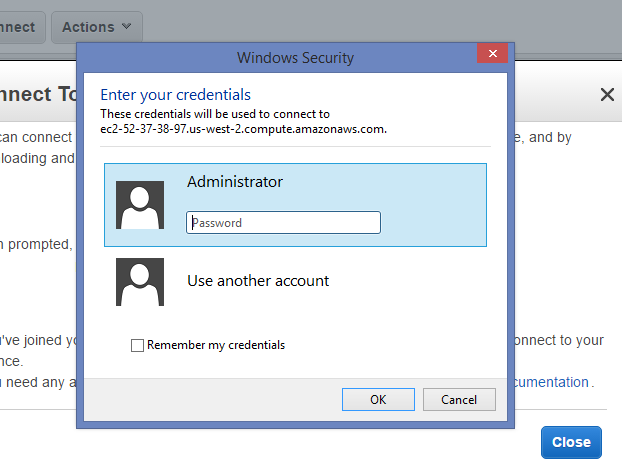 nnect
Actions
Windows Security
nnect To
Enter your credentials
These credentials will be used to connect to
ec2-52-37-38-97.us-west-2.compute.amazonaws.com.
can connect
e, and by
loading and
Administrator
Password
n prompted,
Use another account
Remember my credentials
u've joined yo
onnect to your
nce.
u need any a
cumentation.
OK
Cancel
Close